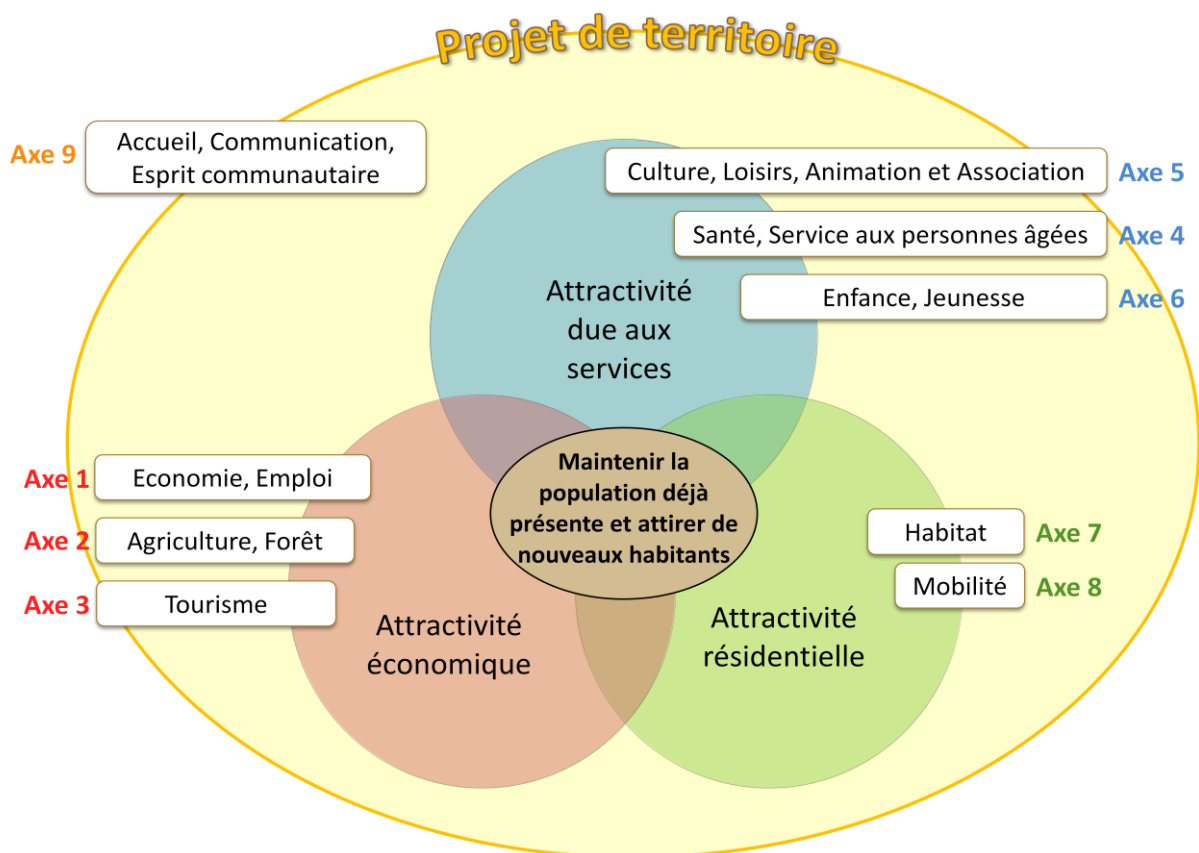 Projet de territoire
Axe 9
Accueil, Communication,
Esprit communautaire
Culture, Loisirs, Animation et Association
Axe 5
Santé, Service aux personnes âgées
Axe 4
Enfance, Jeunesse
Axe 6
Attractivité
due aux
services
Axe 1
Economie, Emploi
Axe 2
Agriculture, Forêt
Axe 3
Tourisme
Maintenir la
population déjà
présente et attirer de
nouveaux habitants
Habitat
Axe 7
Mobilité
Axe 8
Attractivité
économique
Attractivité
résidentielle